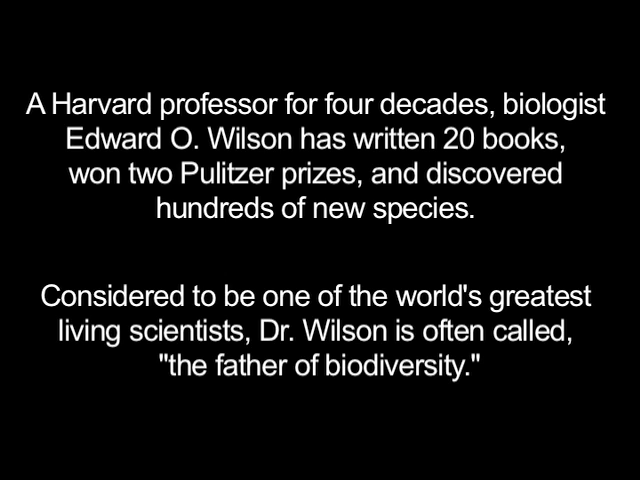 A Harvard professor for four decades, biologist
Edward O. Wilson has written 20 books,
won two Pulitzer prizes, and discovered
hundreds of new species.
Considered to be one of the world's greatest
living scientists, Dr. Wilson is often called,
"the father of biodiversity."